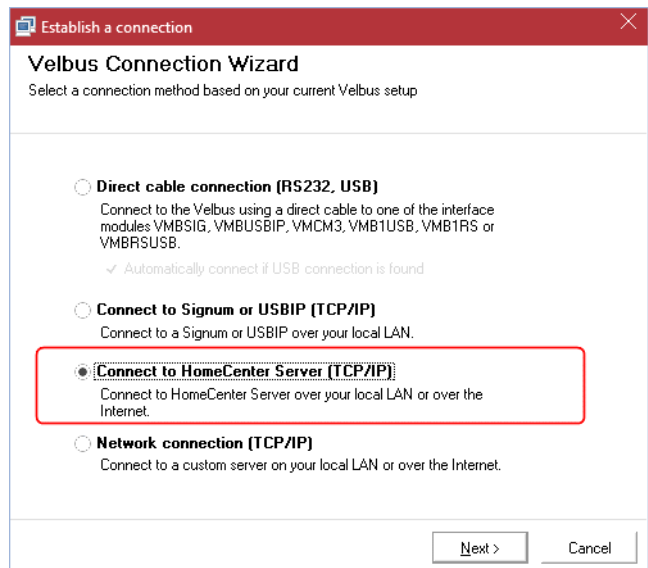 Establish a connection
Velbus Connection Wizard
Select a connection method based on your current Velbus setup
Direct cable connection (RS232, USB)
Connect to the Velbus using a direct cable to one of the interface
modules VMBSIG, VMBUSBIP, VMCM3, VMB1USB, VMB1RS or
VMBRSUSB.
✓ Automatically connect if USB connection is found
Connect to Signum or USBIP (TCP/IP)
Connect to a Signum or USBIP over your local LAN.
Connect to HomeCenter Server (TCP/IP)
Connect to HomeCenter Server over your local LAN or over the
Internet.
Network connection (TCP/IP)
Connect to a custom server on your local LAN or over the Internet.
Next > Cancel